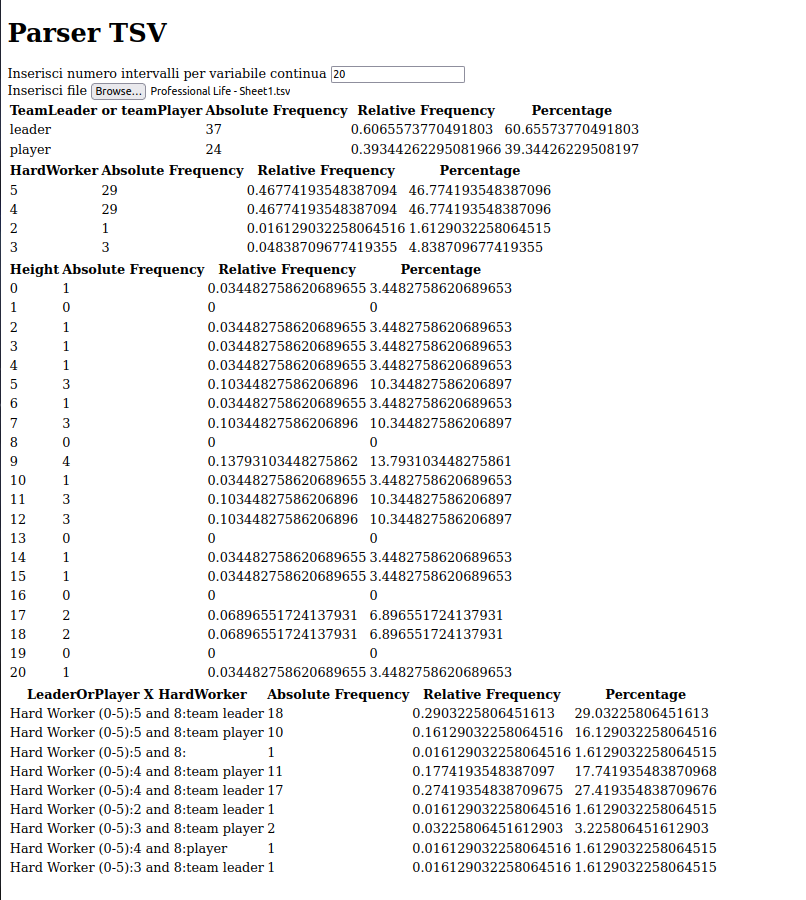 Parser TSV
Inserisci numero intervalli per variabile continua 20
Inserisci file Browse... Professional Life - Sheet1.tsv
TeamLeader or teamPlayer Absolute Frequency Relative Frequency Percentage
leader 37 0.6065573770491803 60.65573770491803
player 24 0.39344262295081966 39.34426229508197
HardWorker Absolute Frequency Relative Frequency Percentage
5 29 0.46774193548387094 46.774193548387096
4 29 0.46774193548387094 46.774193548387096
2 1 0.016129032258064516 1.6129032258064515
3 3 0.04838709677419355 4.838709677419355
Height Absolute Frequency Relative Frequency Percentage
0 1 0.034482758620689655 3.4482758620689653
1 0 0 0
2 1 0.034482758620689655 3.4482758620689653
3 1 0.034482758620689655 3.4482758620689653
4 1 0.034482758620689655 3.4482758620689653
5 3 0.10344827586206896 10.344827586206897
6 1 0.034482758620689655 3.4482758620689653
7 3 0.10344827586206896 10.344827586206897
8 0 0 0
9 4 0.13793103448275862 13.793103448275861
10 1 0.034482758620689655 3.4482758620689653
11 3 0.10344827586206896 10.344827586206897
12 3 0.10344827586206896 10.344827586206897
13 0 0 0
14 1 0.034482758620689655 3.4482758620689653
15 1 0.034482758620689655 3.4482758620689653
16 0 0 0
17 2 0.06896551724137931 6.896551724137931
18 2 0.06896551724137931 6.896551724137931
19 0 0 0
20 1 0.034482758620689655 3.4482758620689653
LeaderOrPlayer X HardWorker Absolute Frequency Relative Frequency Percentage
Hard Worker (0-5):5 and 8:team leader 18 0.2903225806451613 29.03225806451613
Hard Worker (0-5):5 and 8:team player 10 0.16129032258064516 16.129032258064516
Hard Worker (0-5):5 and 8: 1 0.016129032258064516 1.6129032258064515
Hard Worker (0-5):4 and 8:team player 11 0.1774193548387097 17.741935483870968
Hard Worker (0-5):4 and 8:team leader 17 0.27419354838709675 27.419354838709676
Hard Worker (0-5):2 and 8:team leader 1 0.016129032258064516 1.6129032258064515
Hard Worker (0-5):3 and 8:team player 2 0.03225806451612903 3.225806451612903
Hard Worker (0-5):4 and 8:player 1 0.016129032258064516 1.6129032258064515
Hard Worker (0-5):3 and 8:team leader 1 0.016129032258064516 1.6129032258064515